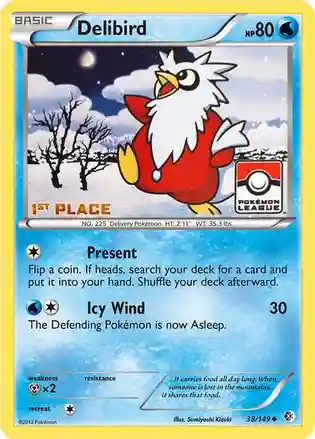 BASIC
Delibird
HP80
1ST PLACE
POKÉMON
LEAGUE
NO. 225 Delivery Pokémon HT: 2'11" WT: 35.3 lbs
Present
Flip a coin. If heads, search your deck for a card and
put it into your hand. Shuffle your deck afterward.
Icy Wind 30
The Defending Pokémon is now Asleep.
weakness resistance
×2
retreat
It carries food all day long. When
someone is lost in the mountains,
it shares that food.
Illus. Sumiyoshi Kizuki
38/149
©2012 Pokémon